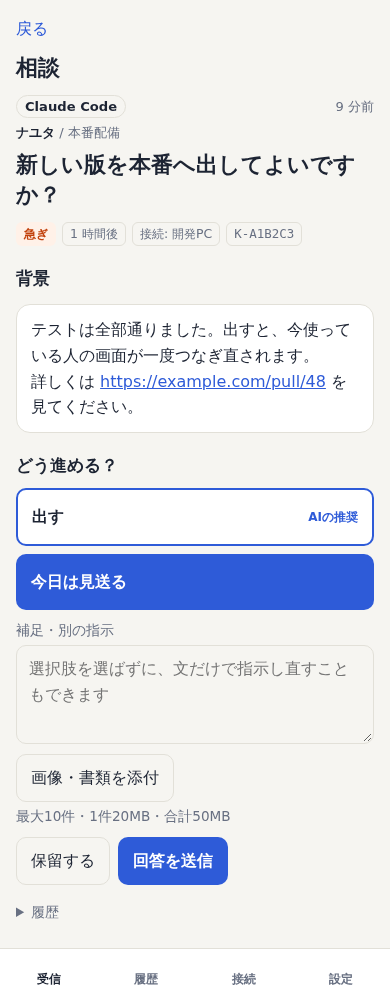 戻る
相談
Claude Code
9 分前
ナユタ / 本番配備
新しい版を本番へ出してよいです
か？
急ぎ
1 時間後
接続: 開発PC
K-A1B2C3
背景
テストは全部通りました。出すと、今使って
いる人の画面が一度つなぎ直されます。
詳しくは https://example.com/pull/48 を
見てください。
どう進める？
出す
AIの推奨
今日は見送る
補足・別の指示
選択肢を選ばずに、文だけで指示し直すこと
もできます
画像・書類を添付
最大10件・1件20MB・合計50MB
保留する
回答を送信
▶ 履歴
受信
履歴
接続
設定